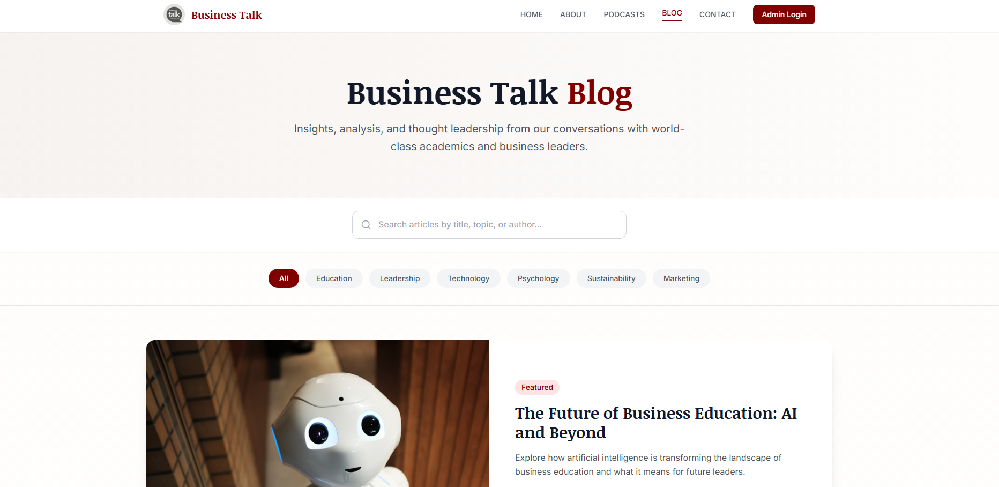 talk
Business Talk
HOME
ABOUT
PODCASTS
BLOG
CONTACT
Admin Login
Business Talk Blog
Insights, analysis, and thought leadership from our conversations with world-
class academics and business leaders.
Search articles by title, topic, or author...
All
Education
Leadership
Technology
Psychology
Sustainability
Marketing
Featured
The Future of Business Education: AI
and Beyond
Explore how artificial intelligence is transforming the landscape of
business education and what it means for future leaders.